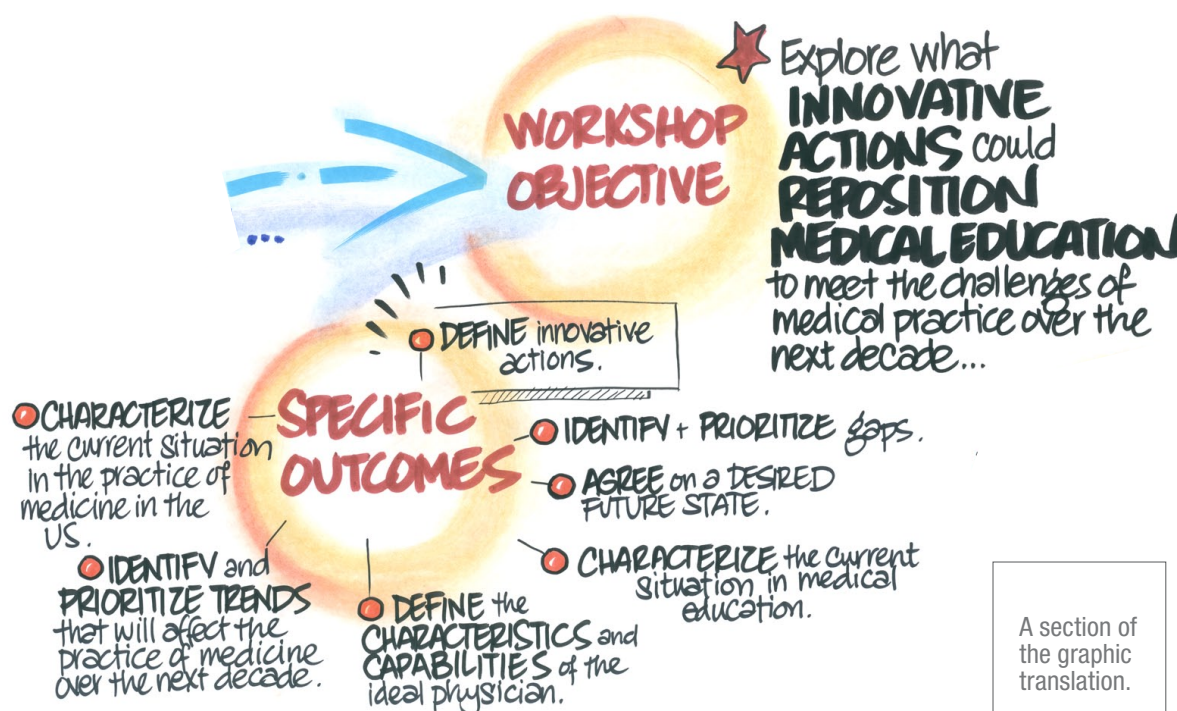 WORKSHOP
OBJECTIVE
Explore what
INNOVATIVE
ACTIONS could
REPOSITION
MEDICAL EDUCATION
to meet the challenges of
medical practice over the
next decade...
SPECIFIC
OUTCOMES
DEFINE innovative
actions.
CHARACTERIZE
the current situation
in the practice of
medicine in the
US.
IDENTIFY and
PRIORITIZE TRENDS
that will affect the
practice of medicine
over the next decade.
DEFINE the
CHARACTERISTICS and
CAPABILITIES of the
ideal physician.
CHARACTERIZE the current
situation in medical
education.
AGREE on a DESIRED
FUTURE STATE.
IDENTIFY + PRIORITIZE gaps.
A section of
the graphic
translation.